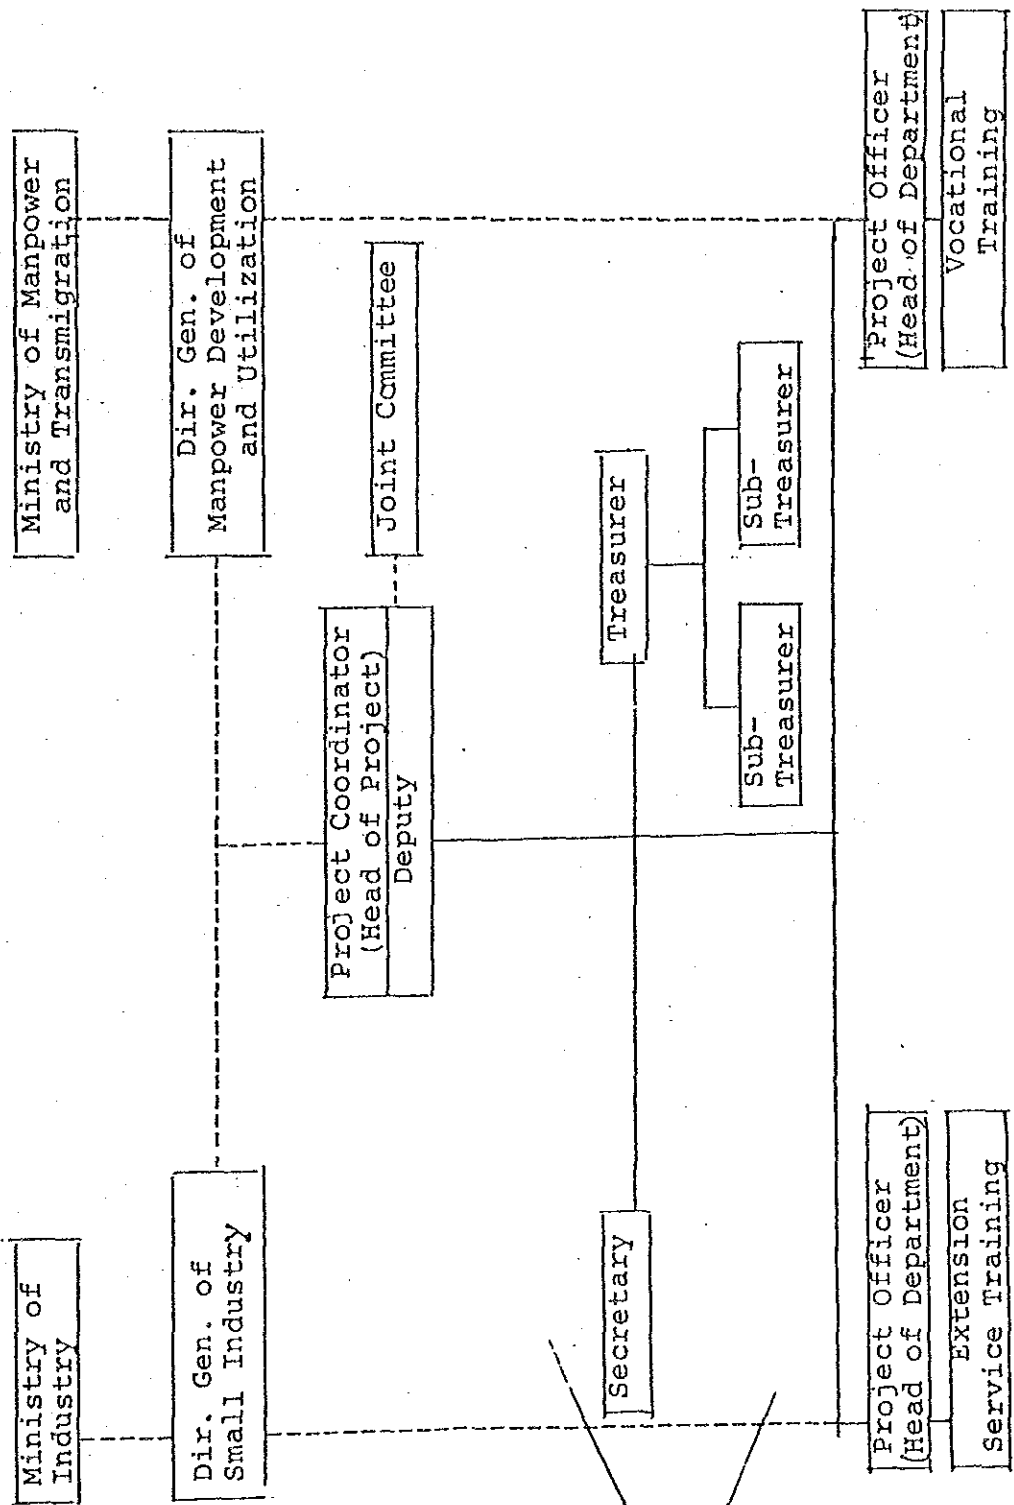 Ministry of
Industry
Ministry of Manpower
and Transmigration
Dir. Gen. of
Small Industry
Dir. Gen. of
Manpower Development
and Utilization
Project Coordinator
(Head of Project)
Deputy
Joint Committee
Secretary
Treasurer
Sub-
Treasurer
Sub-
Treasurer
Project Officer
(Head of Department)
Extension
Service Training
Project Officer
(Head of Department)
Vocational
Training